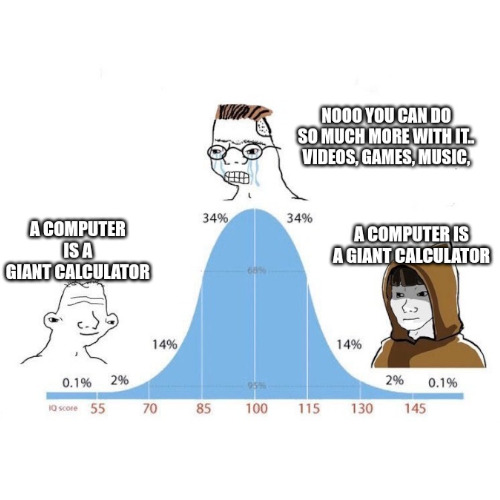 NOOO YOU CAN DO
SO MUCH MORE WITH IT..
VIDEOS, GAMES, MUSIC,
34%
34%
A COMPUTER
IS A
GIANT CALCULATOR
A COMPUTER IS
A GIANT CALCULATOR
68%
14%
14%
0.1%
2%
95%
2%
0.1%
IQ score
55
70
85
100
115
130
145